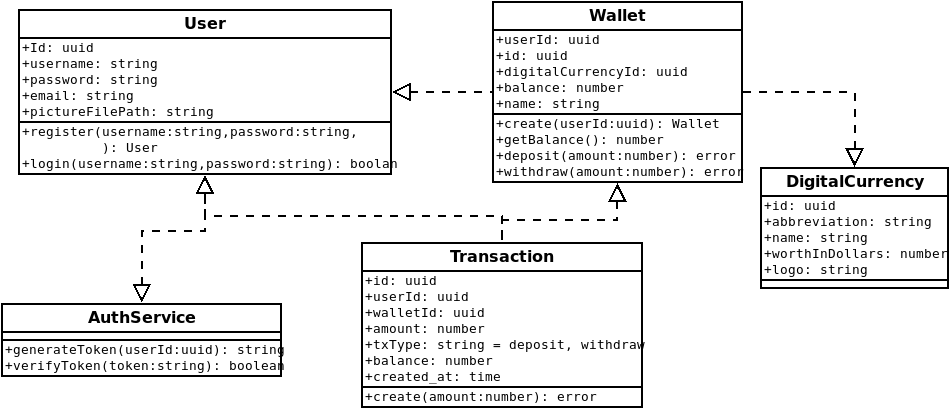 User
+Id: uuid
+username: string
+password: string
+email: string
+pictureFilePath: string
+register(username:string,password:string,
): User
+login(username:string,password:string): boolan
Wallet
+userId: uuid
+id: uuid
+digitalCurrencyId: uuid
+balance: number
+name: string
+create(userId:uuid): Wallet
+getBalance(): number
+deposit(amount:number): error
+withdraw(amount:number): error
DigitalCurrency
+id: uuid
+abbreviation: string
+name: string
+worthInDollars: number
+logo: string
Transaction
+id: uuid
+userId: uuid
+walletId: uuid
+amount: number
+txType: string = deposit, withdraw
+balance: number
+created_at: time
+create(amount:number): error
AuthService
+generateToken(userId:uuid): string
+verifyToken(token:string): boolean